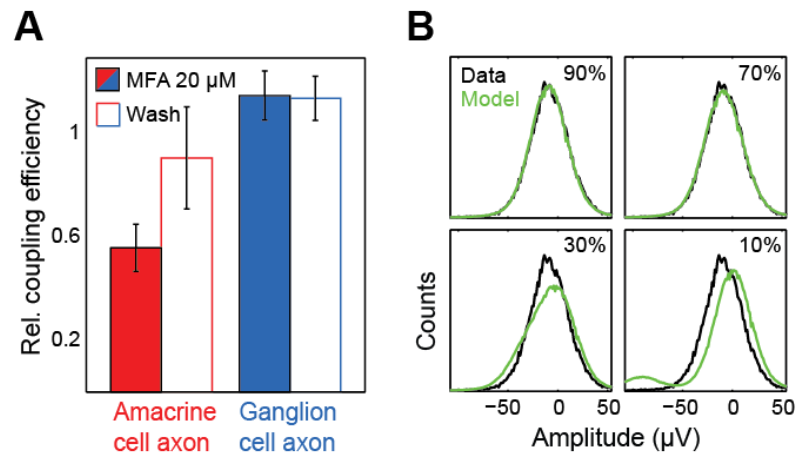 A
Rel. coupling efficiency
1
0.6
0.2
MFA 20 µM
Wash
Amacrine
cell axon
Ganglion
cell axon
B
Data
Model
90%
70%
30%
10%
Counts
−50
0
50
−50
0
50
Amplitude (µV)